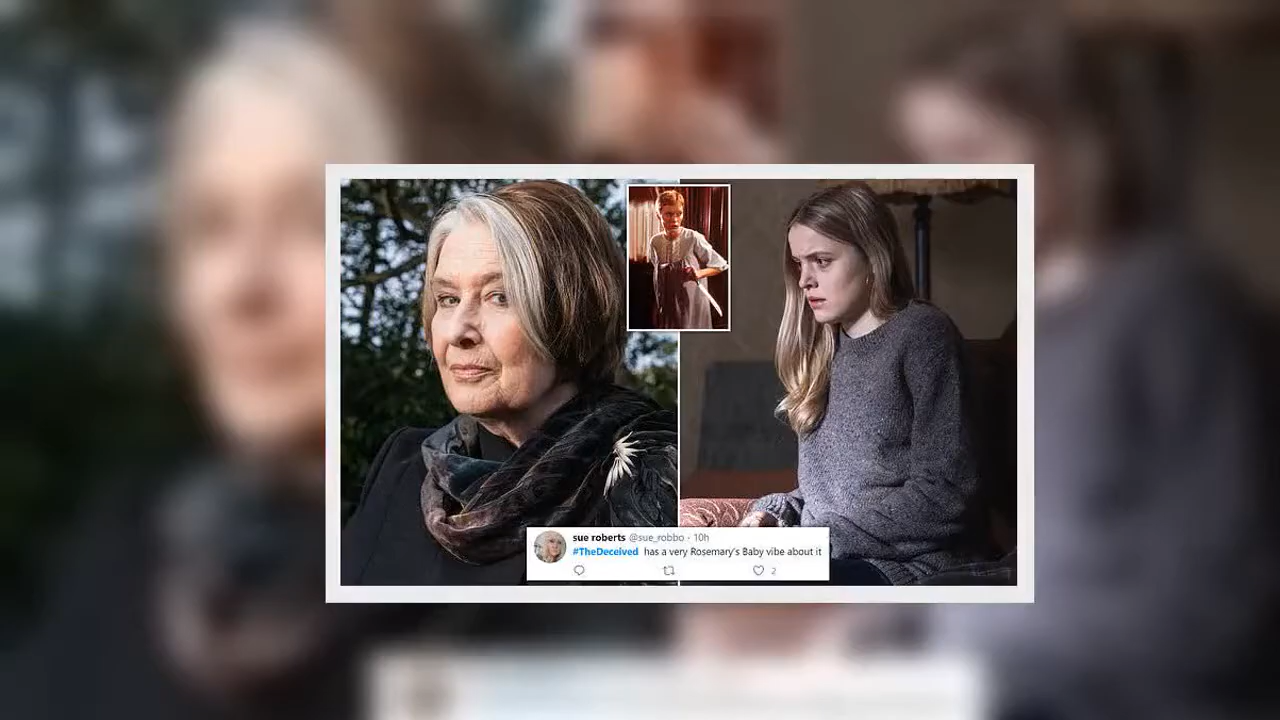 sue roberts @sue_robbo · 10h
#TheDeceived has a very Rosemary's Baby vibe about it
2